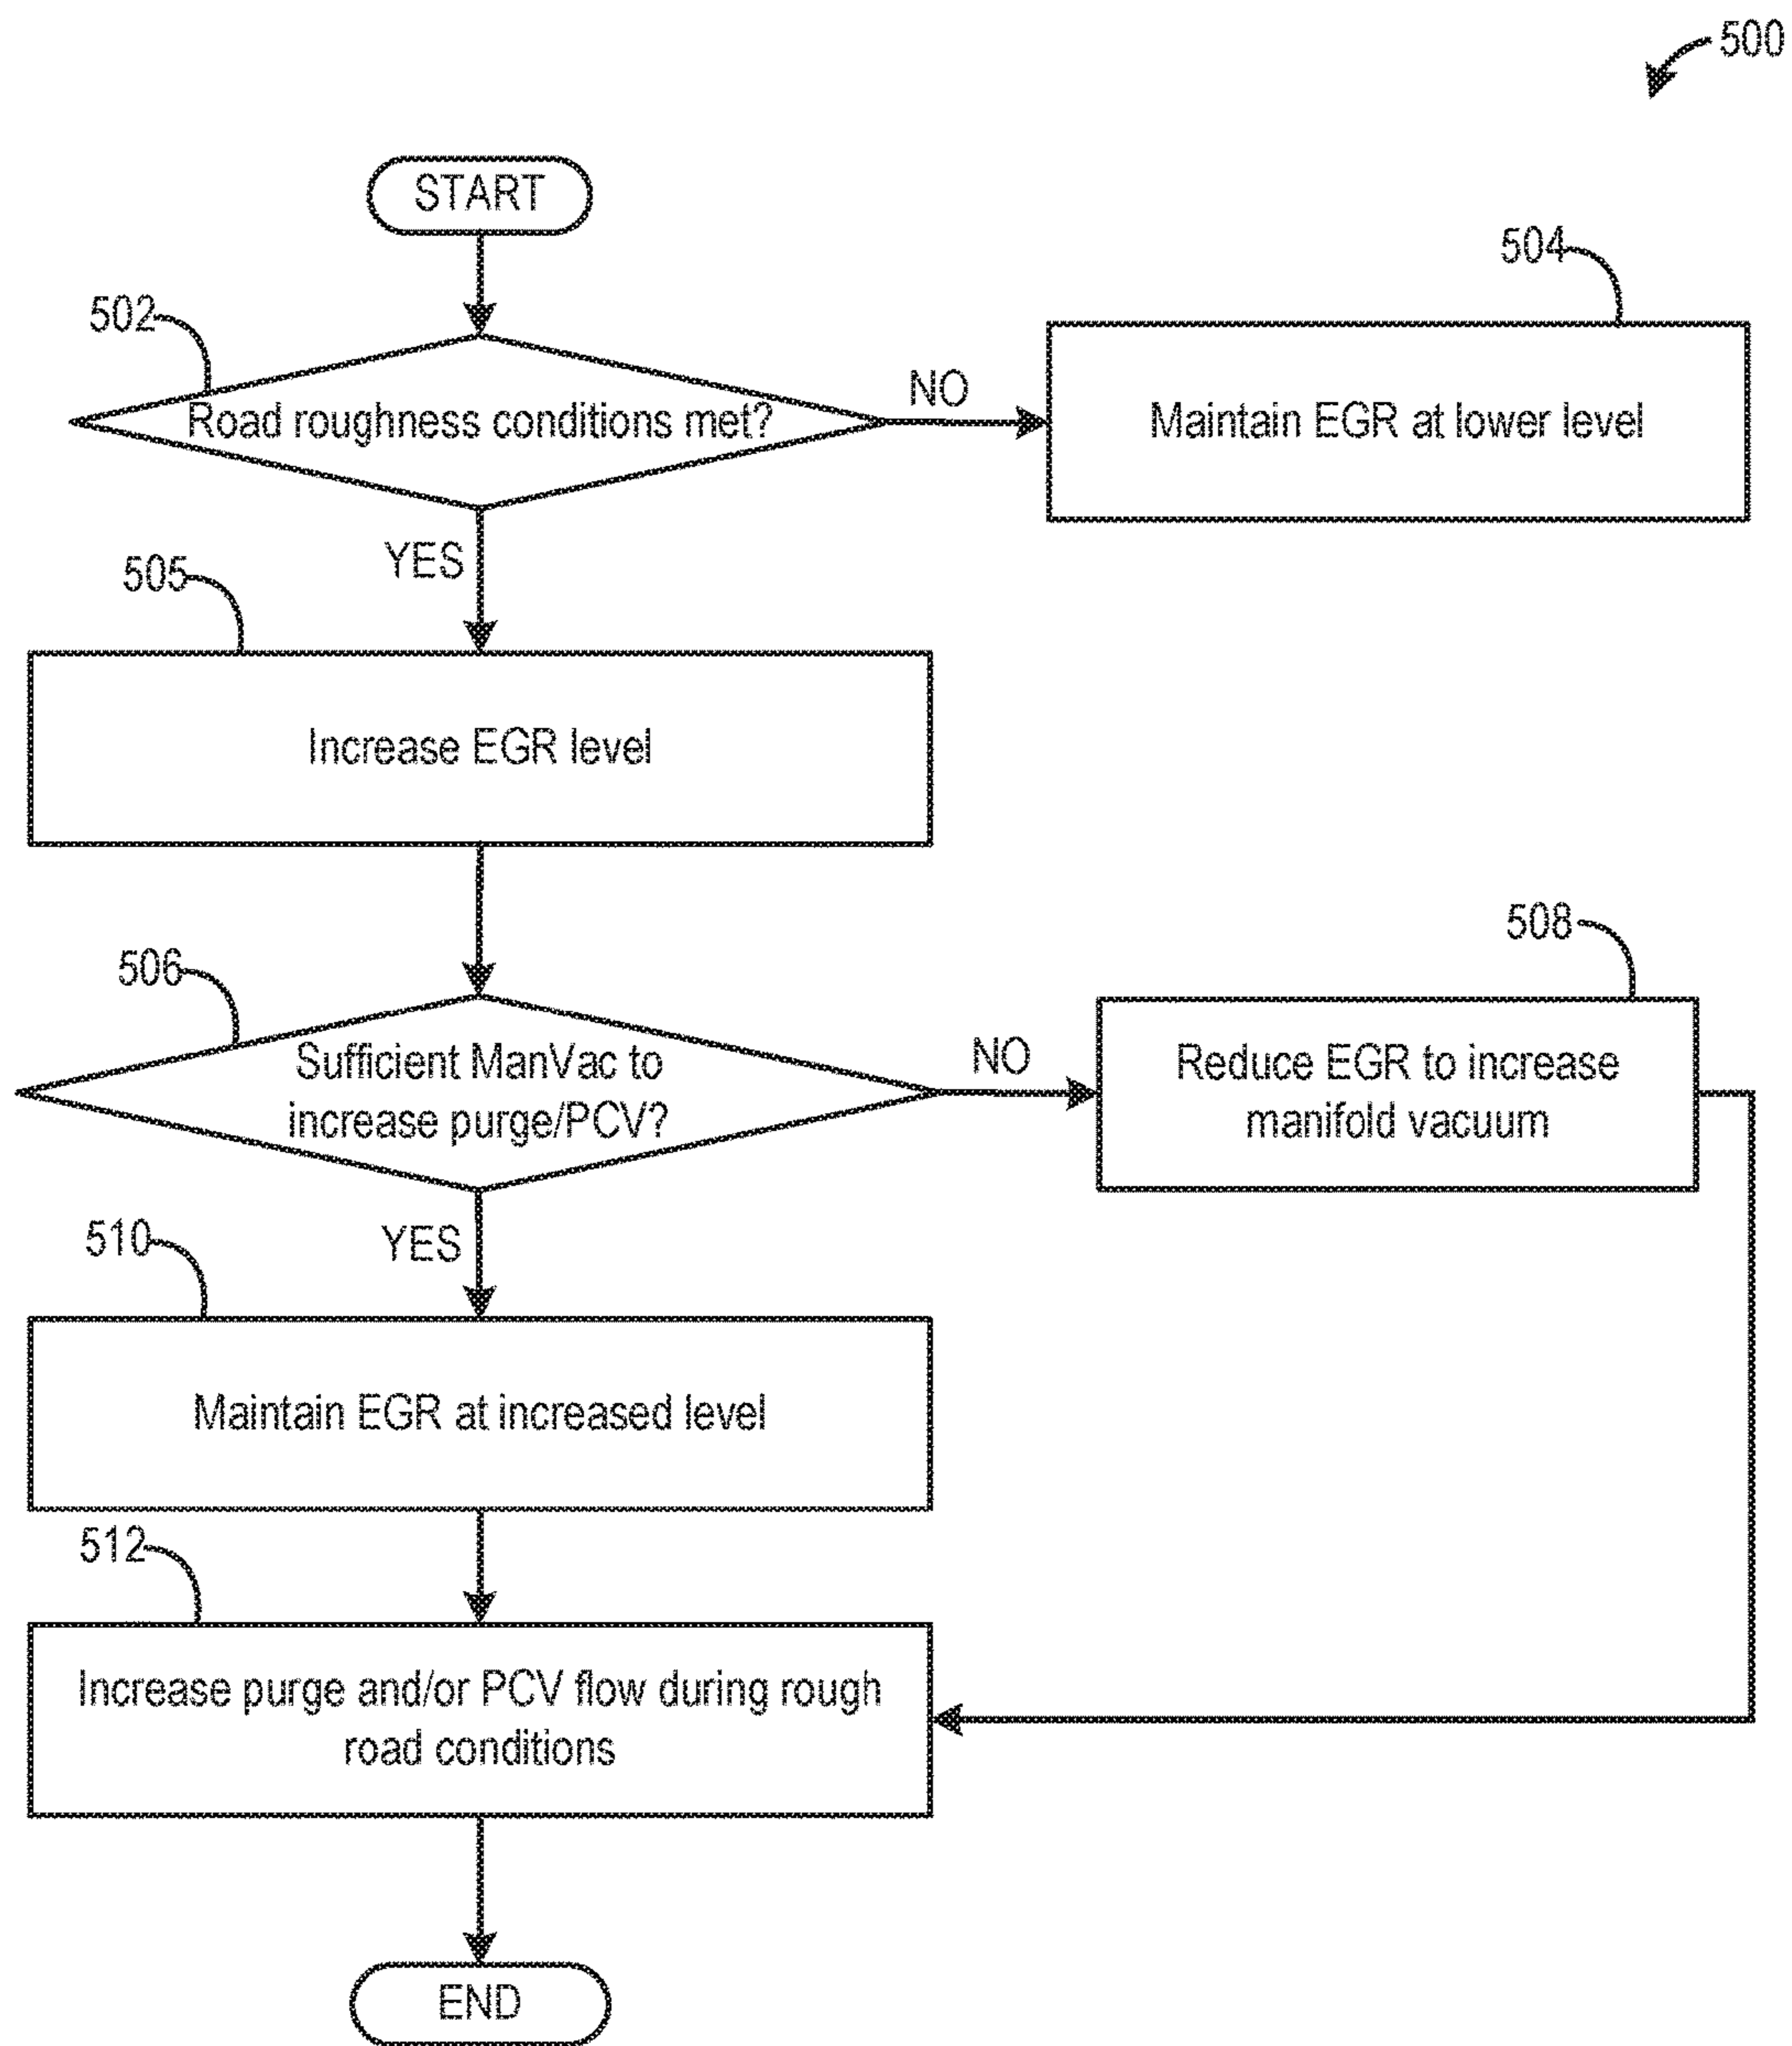 500
START
504
502
NO
Road roughness conditions met?
Maintain EGR at lower level
YES
505
Increase EGR level
508
506
Sufficient ManVac to
increase purge/PCV?
NO
Reduce EGR to increase
manifold vacuum
YES
510
Maintain EGR at increased level
512
Increase purge and/or PCV flow during rough
road conditions
END